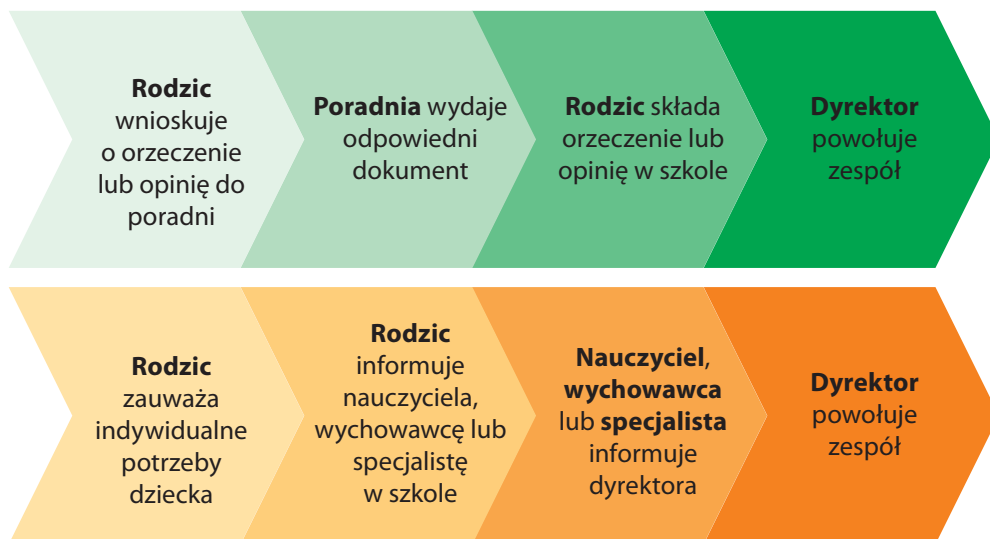 Rodzic
wnioskuje
o orzeczenie
lub opinię do
poradni
Poradnia wydaje
odpowiedni
dokument
Rodzic składa
orzeczenie lub
opinię w szkole
Dyrektor
powołuje
zespół
Rodzic
zauważa
indywidualne
potrzeby
dziecka
Rodzic
informuje
nauczyciela,
wychowawcę lub
specjalistę
w szkole
Nauczyciel,
wychowawca
lub specjalista
informuje
dyrektora
Dyrektor
powołuje
zespół